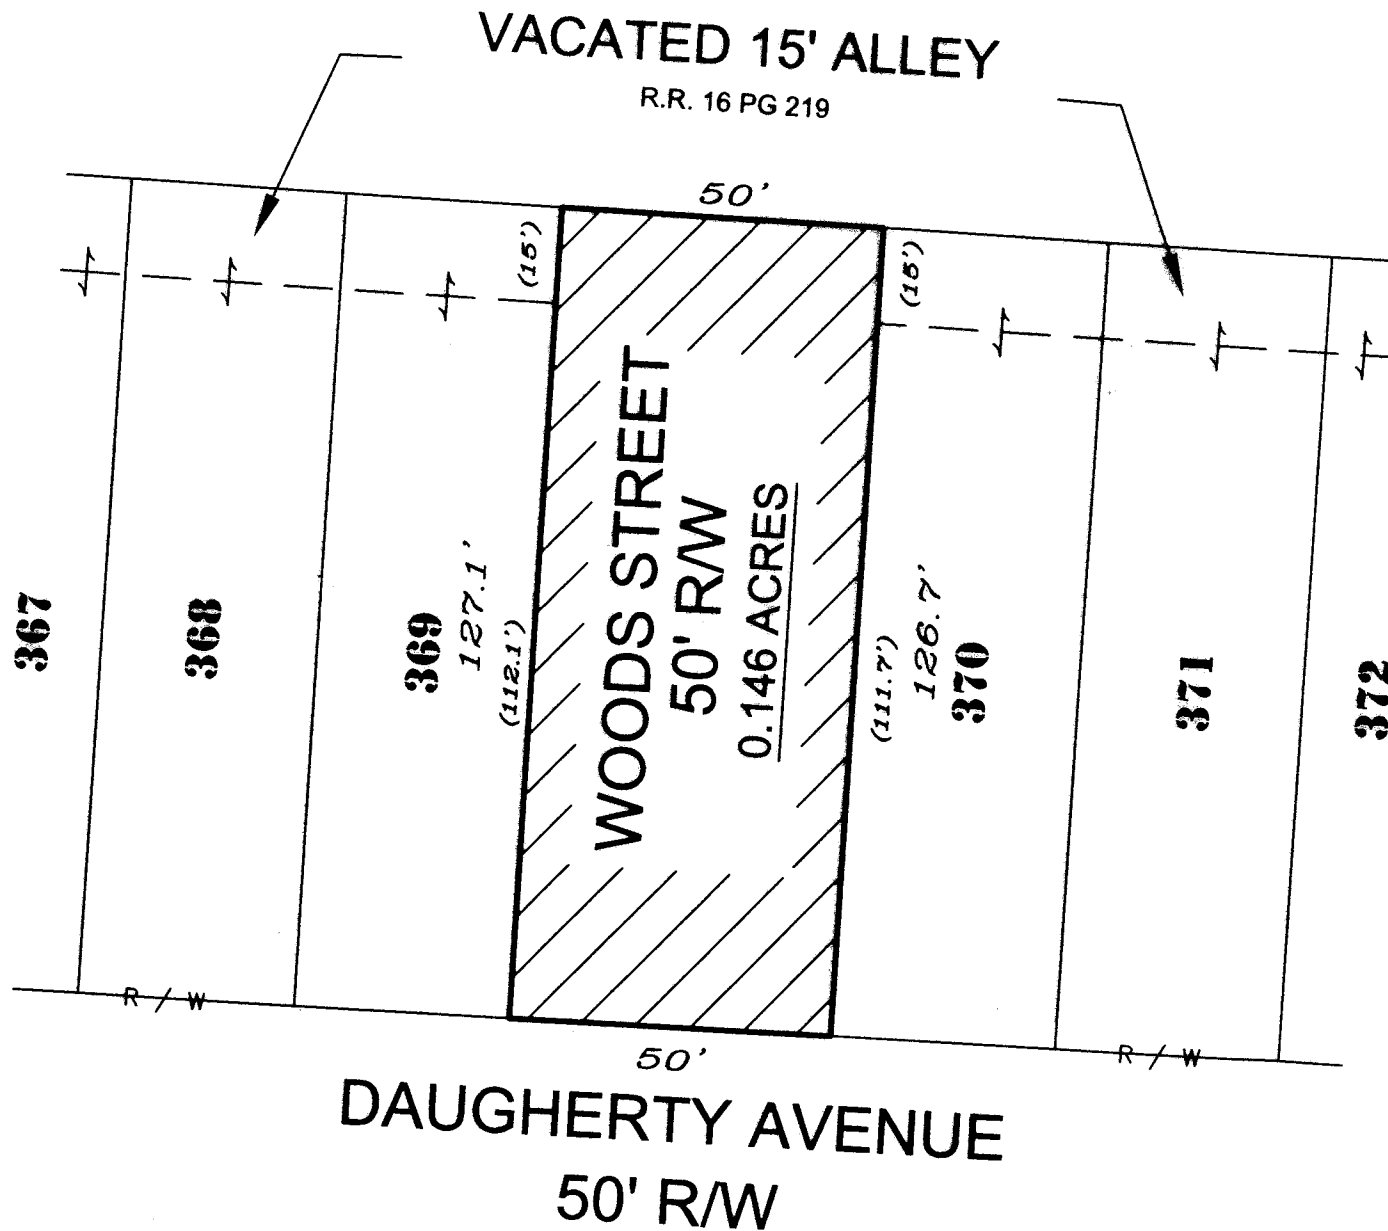 VACATED 15' ALLEY
R.R. 16 PG 219
50'
(15')
(15')
367
368
369
127.1'
(112.1')
WOODS STREET
50' R/W
0.146 ACRES
(111.7')
126.7'
370
371
372
R / W
R / W
50'
DAUGHERTY AVENUE
50' R/W